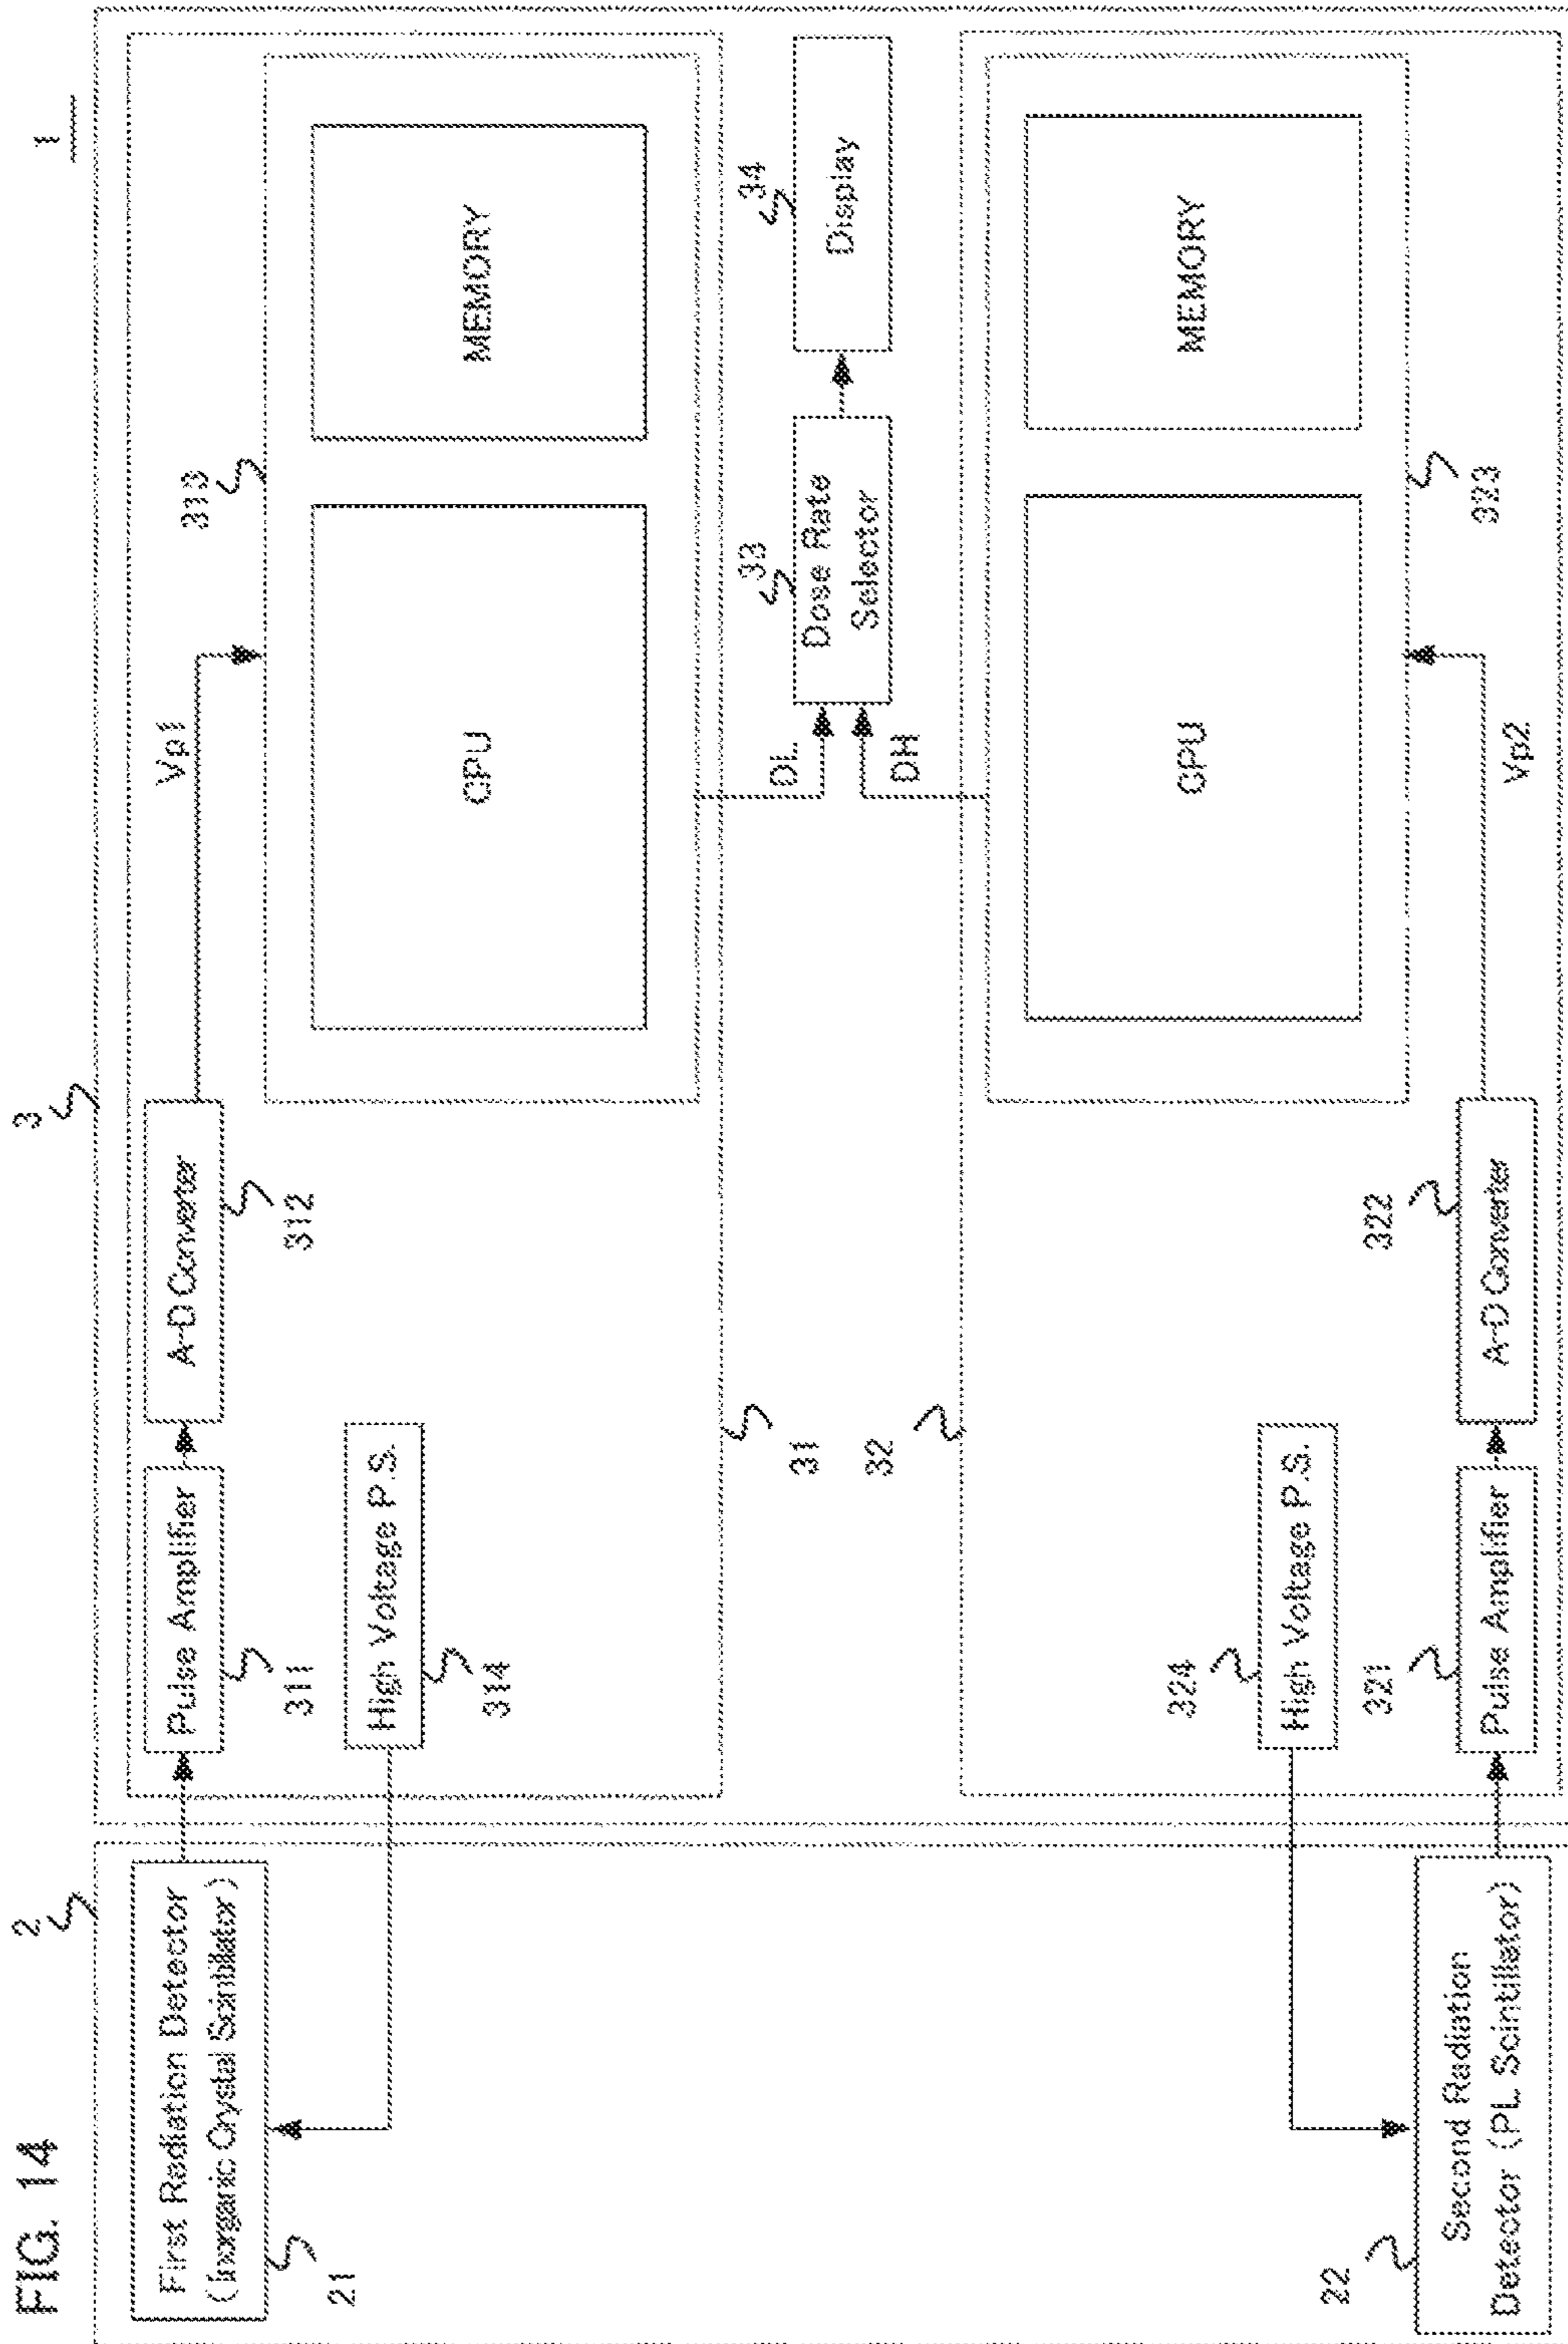 FIG. 14
1
2
3
First Radiation Detector
(Inorganic Crystal Scintillator)
21
Pulse Amplifier
311
A-D Converter
312
Vp1
313
CPU
MEMORY
High Voltage P.S.
314
31
DL
33
Dose Rate
Selector
34
Display
DH
32
High Voltage P.S.
324
CPU
MEMORY
323
Second Radiation
Detector (PL Scintillator)
22
Pulse Amplifier
321
A-D Converter
322
Vp2